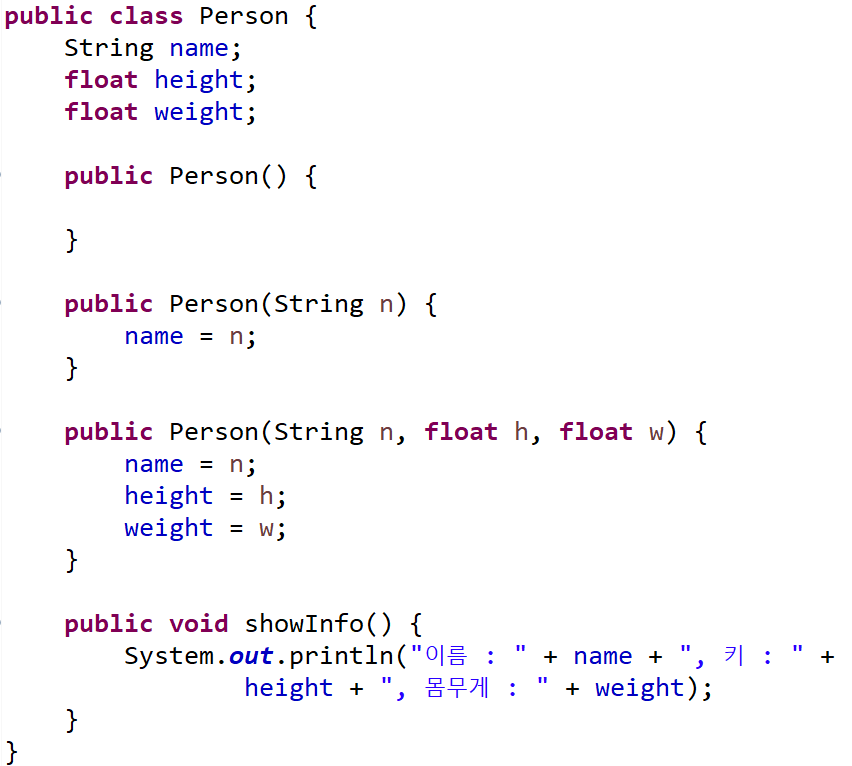 public class Person {
    String name;
    float height;
    float weight;

    public Person() {

    }

    public Person(String n) {
        name = n;
    }

    public Person(String n, float h, float w) {
        name = n;
        height = h;
        weight = w;
    }

    public void showInfo() {
        System.out.println("이름 : " + name + ", 키 : " +
                height + ", 몸무게 : " + weight);
    }
}